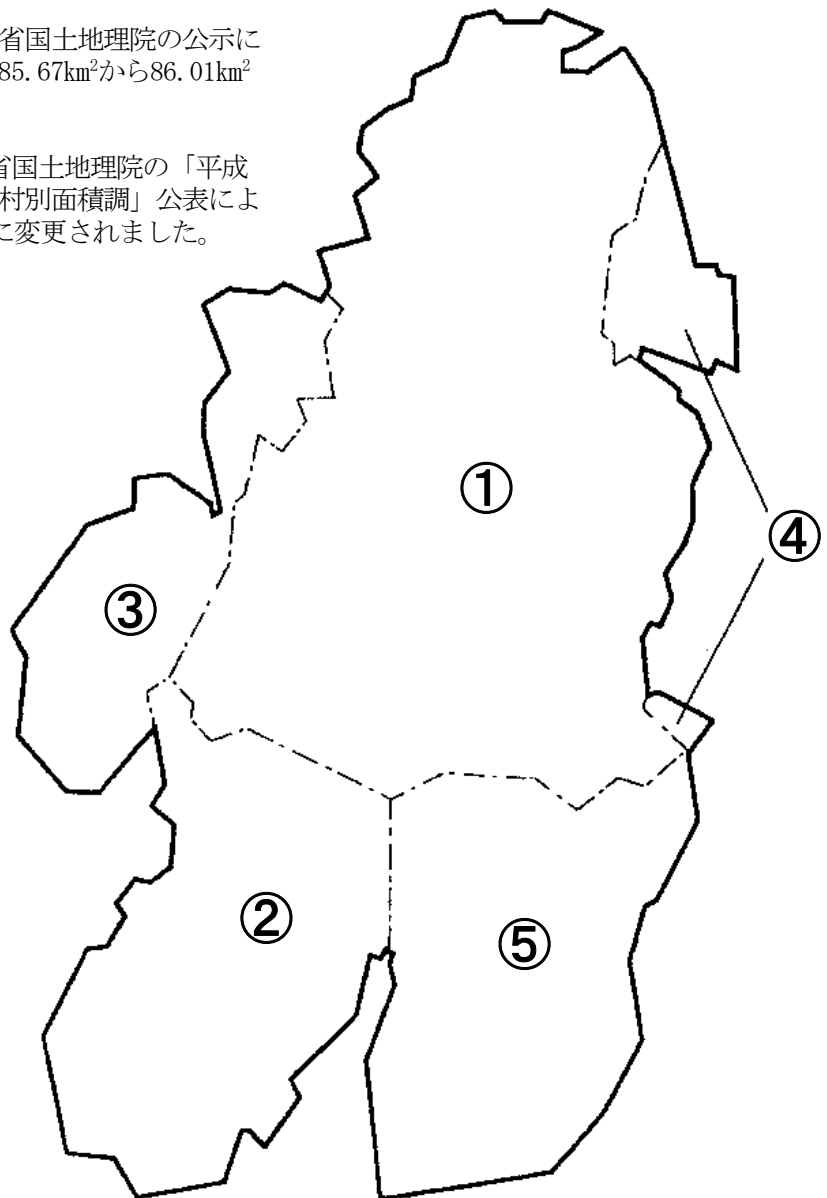 省国土地理院の公示に
85.67km²から86.01km²
省国土地理院の「平成
村別面積調」公表によ
に変更されました。
①
③
④
②
⑤